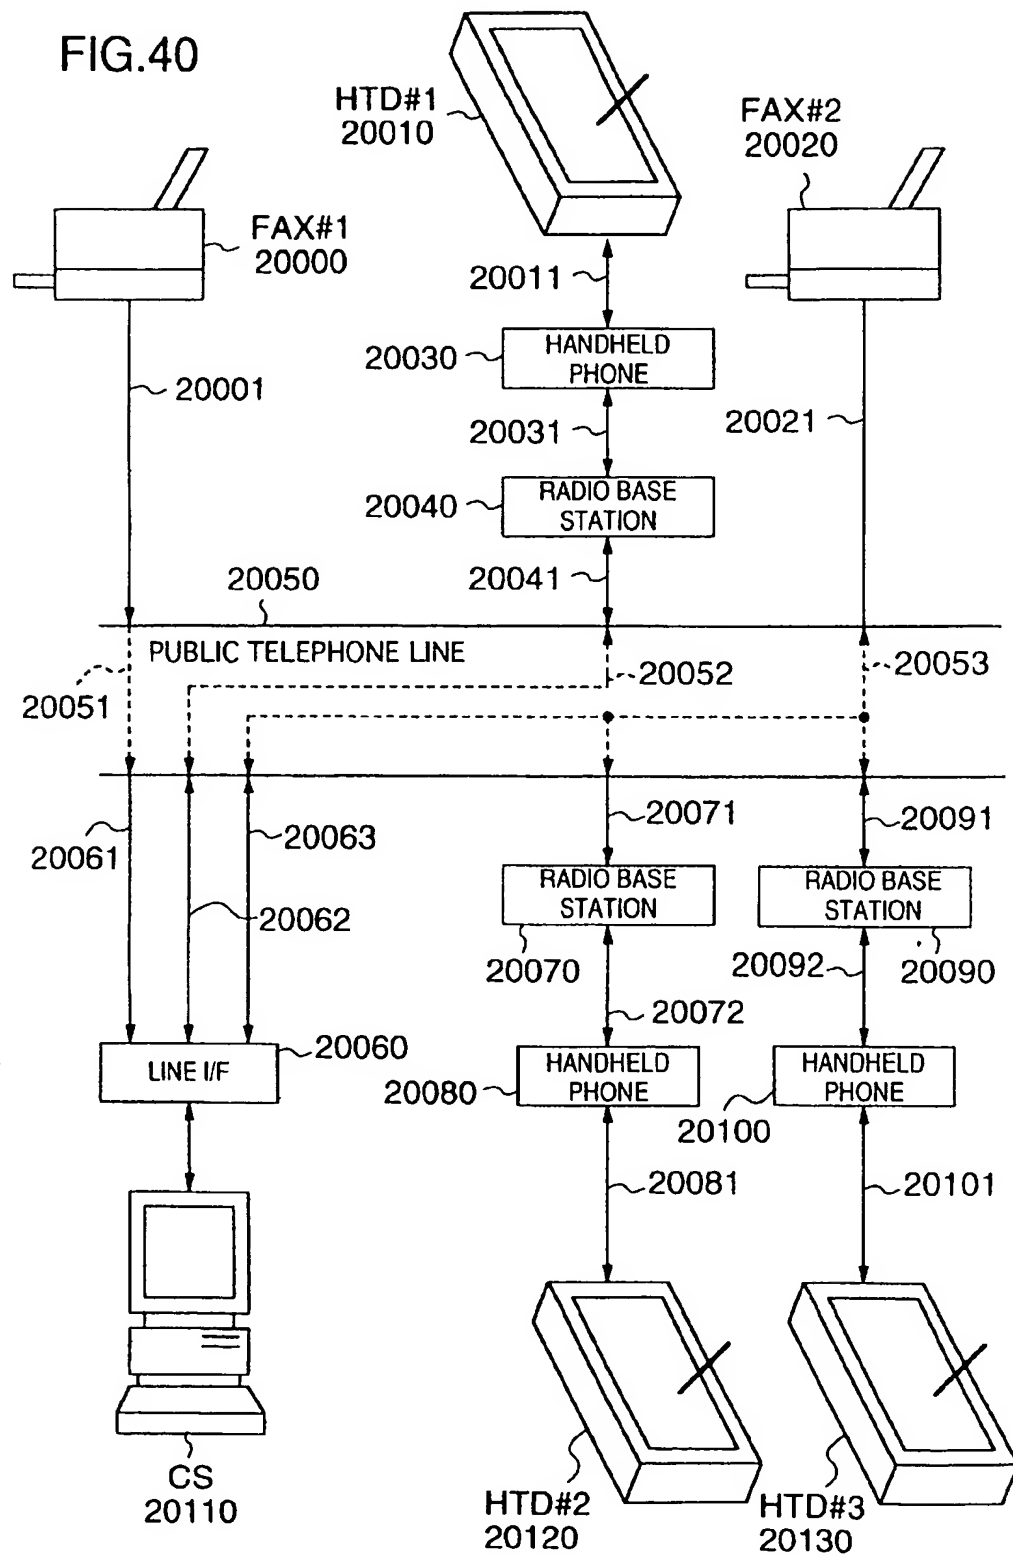 FIG.40
HTD#1
20010
FAX#2
20020
FAX#1
20000
20011
20030
HANDHELD
PHONE
20001
20031
20021
20040
RADIO BASE
STATION
20041
20050
PUBLIC TELEPHONE LINE
20051
20052
20053
20061
20063
20071
20091
20062
RADIO BASE
STATION
RADIO BASE
STATION
20070
20092
20090
20072
20060
LINE I/F
20080
HANDHELD
PHONE
HANDHELD
PHONE
20100
20081
20101
CS
20110
HTD#2
20120
HTD#3
20130